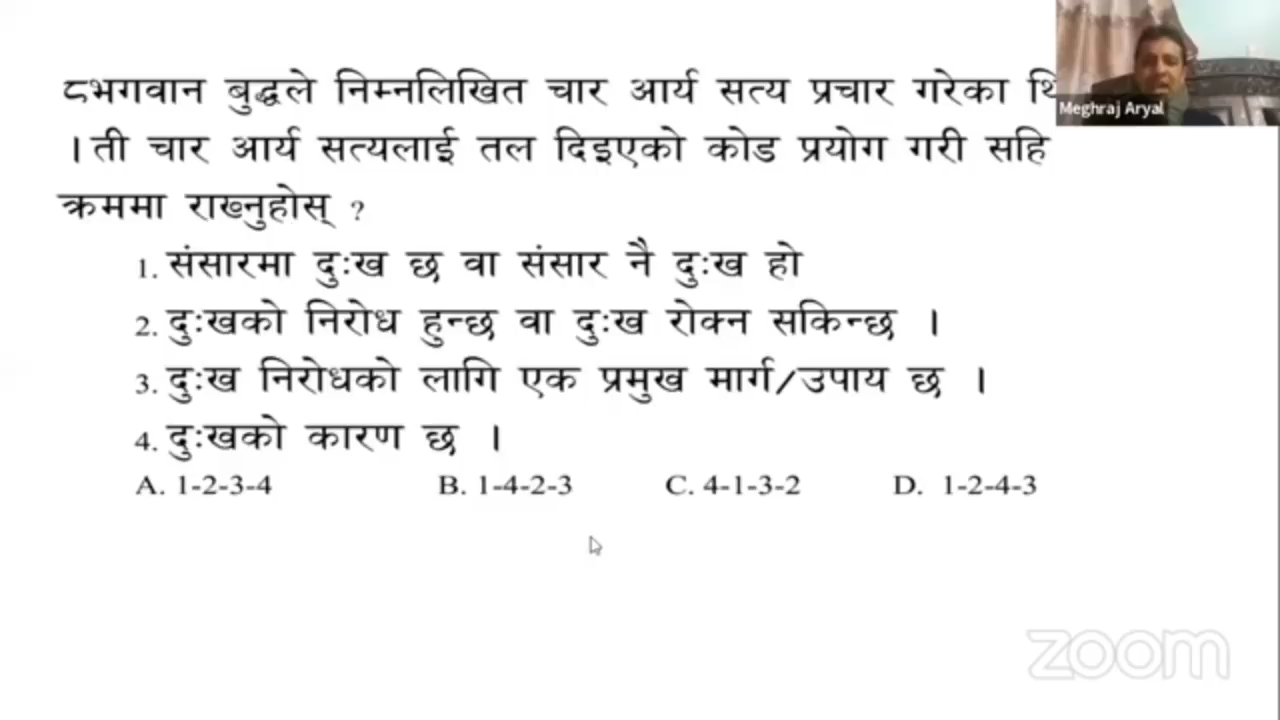 ८भगवान बुद्धले निम्नलिखित चार आर्य सत्य प्रचार गरेका
Meghraj Aryal
। ती चार आर्य सत्यलाई तल दिइएको कोड प्रयोग गरी सहि
क्रममा राख्नुहोस् ?
1. संसारमा दुःख छ वा संसार नै दुःख हो
2. दुःखको निरोध हुन्छ वा दुःख रोक्न सकिन्छ ।
3. दुःख निरोधको लागि एक प्रमुख मार्ग/उपाय छ ।
4. दुःखको कारण छ ।
A. 1-2-3-4 B. 1-4-2-3 C. 4-1-3-2 D. 1-2-4-3
zoom